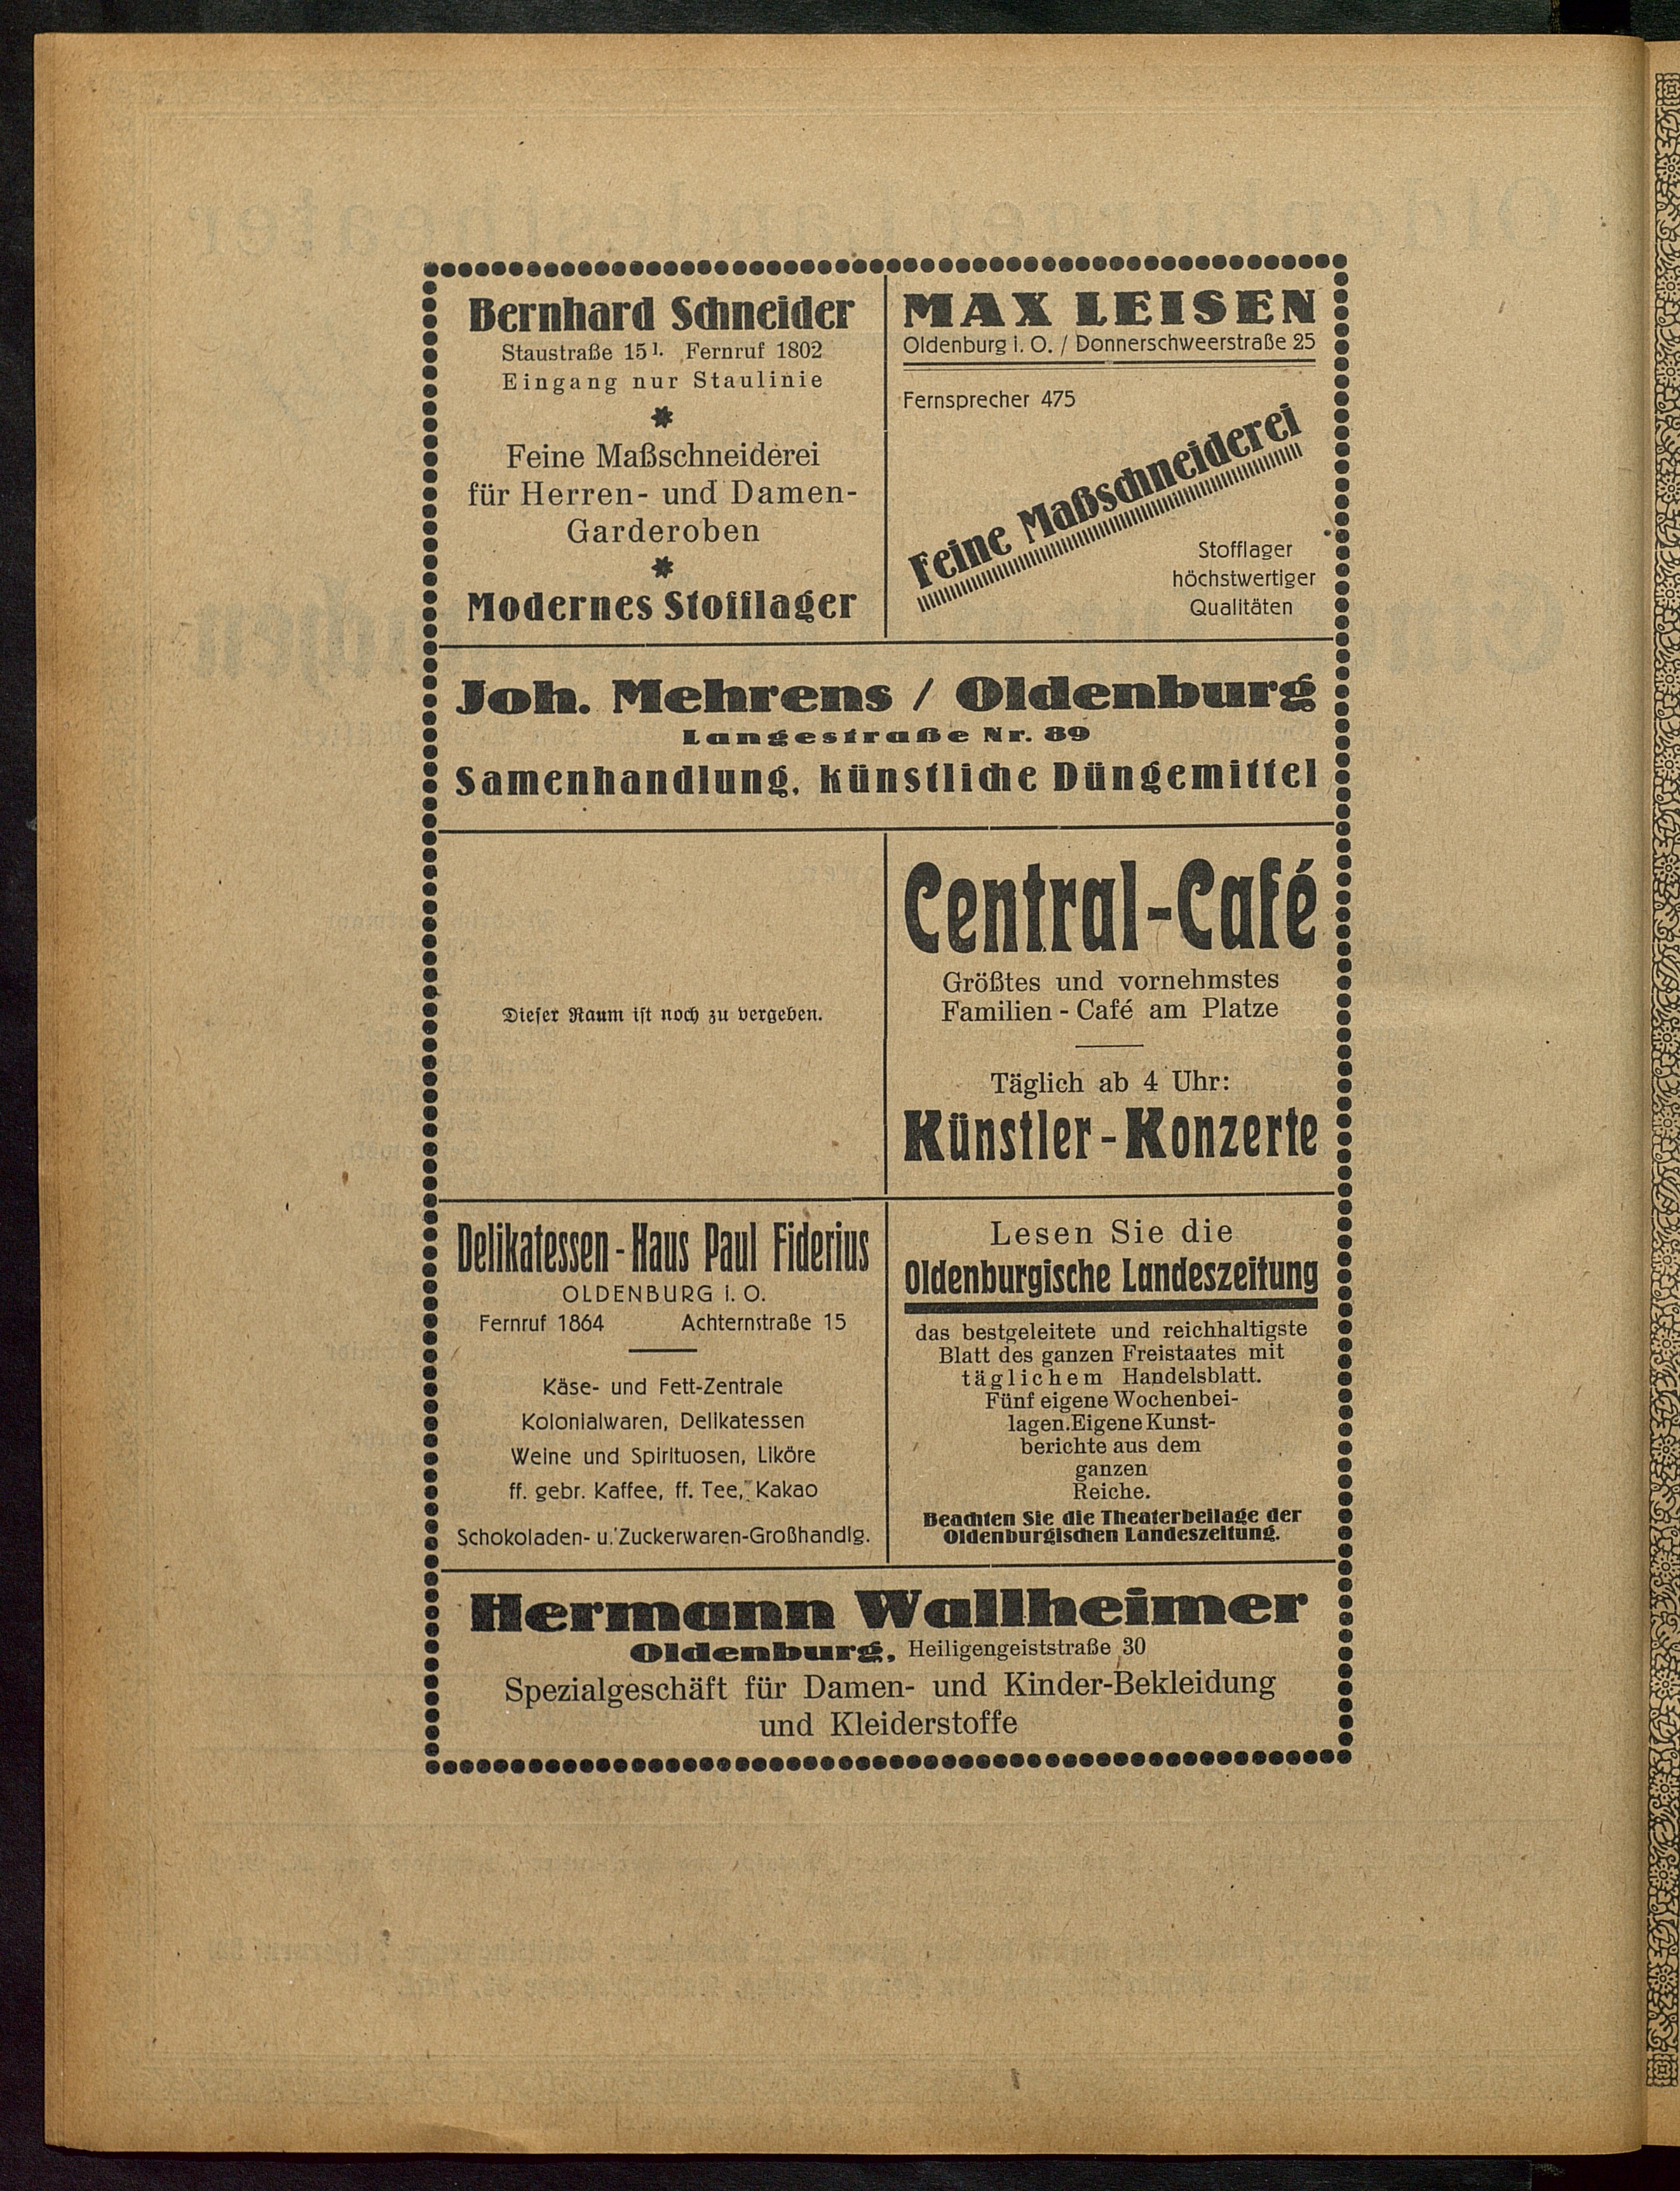 Bernhard Schneider
Staustraße 15 I. Fernruf 1802
Eingang nur Staulinie
Feine Maßschneiderei
für Herren- und Damen-
Garderoben
Modernes Stofflager
MAX LEISEN
Oldenburg i. O. / Donnerschweerstraße 25
Fernsprecher 475
Feine Maßschneiderei
Stofflager
höchstwertiger
Qualitäten
Joh. Mehrens / Oldenburg
Langestraße Nr. 89
Samenhandlung, künstliche Düngemittel
Dieser Raum ist noch zu vergeben.
Central-Café
Größtes und vornehmstes
Familien - Café am Platze
Täglich ab 4 Uhr:
Künstler - Konzerte
Delikatessen - Haus Paul Fiderius
OLDENBURG i. O.
Fernruf 1864 Achternstraße 15
Käse- und Fett-Zentrale
Kolonialwaren, Delikatessen
Weine und Spirituosen, Liköre
ff. gebr. Kaffee, ff. Tee, Kakao
Schokoladen- u. Zuckerwaren-Großhandlg.
Lesen Sie die
Oldenburgische Landeszeitung
das bestgeleitete und reichhaltigste
Blatt des ganzen Freistaates mit
täglichem Handelsblatt.
Fünf eigene Wochenbei-
lagen. Eigene Kunst-
berichte aus dem
ganzen
Reiche.
Beachten Sie die Theaterbeilage der
Oldenburgischen Landeszeitung.
Hermann Wallheimer
Oldenburg, Heiligengeiststraße 30
Spezialgeschäft für Damen- und Kinder-Bekleidung
und Kleiderstoffe